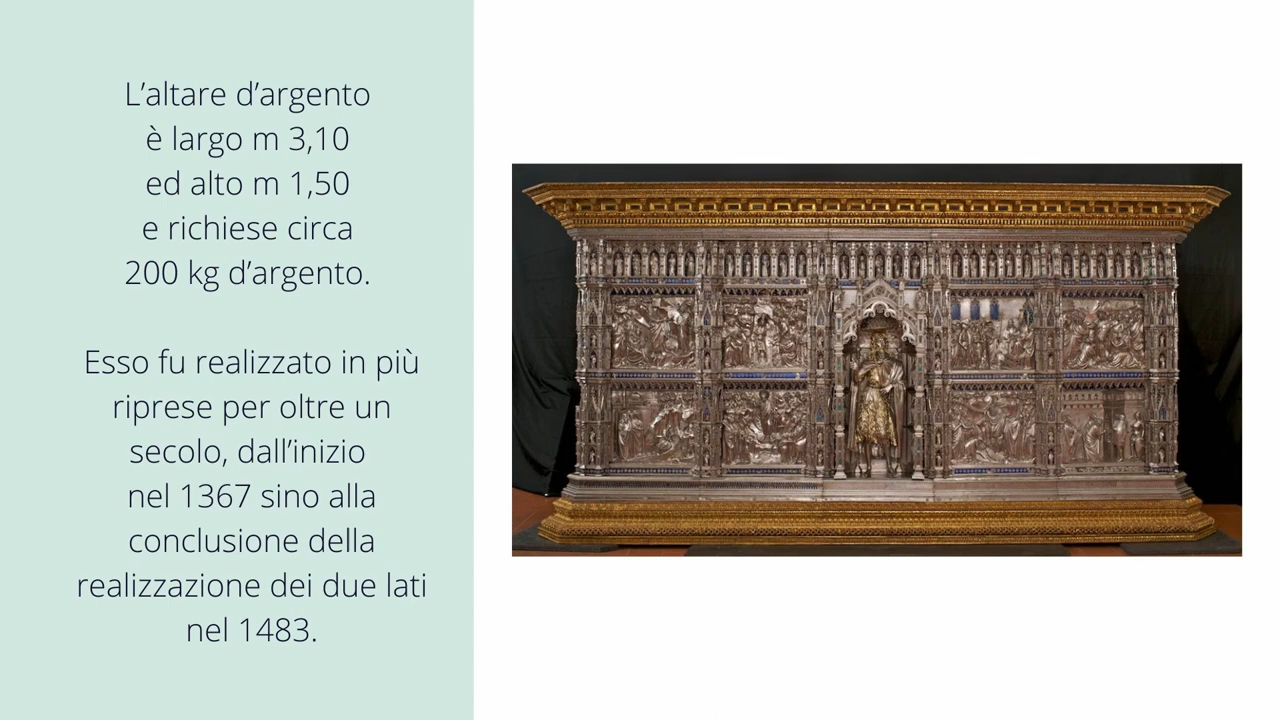 L’altare d’argento
è largo m 3,10
ed alto m 1,50
e richiese circa
200 kg d’argento.
Esso fu realizzato in più
riprese per oltre un
secolo, dall’inizio
nel 1367 sino alla
conclusione della
realizzazione dei due lati
nel 1483.